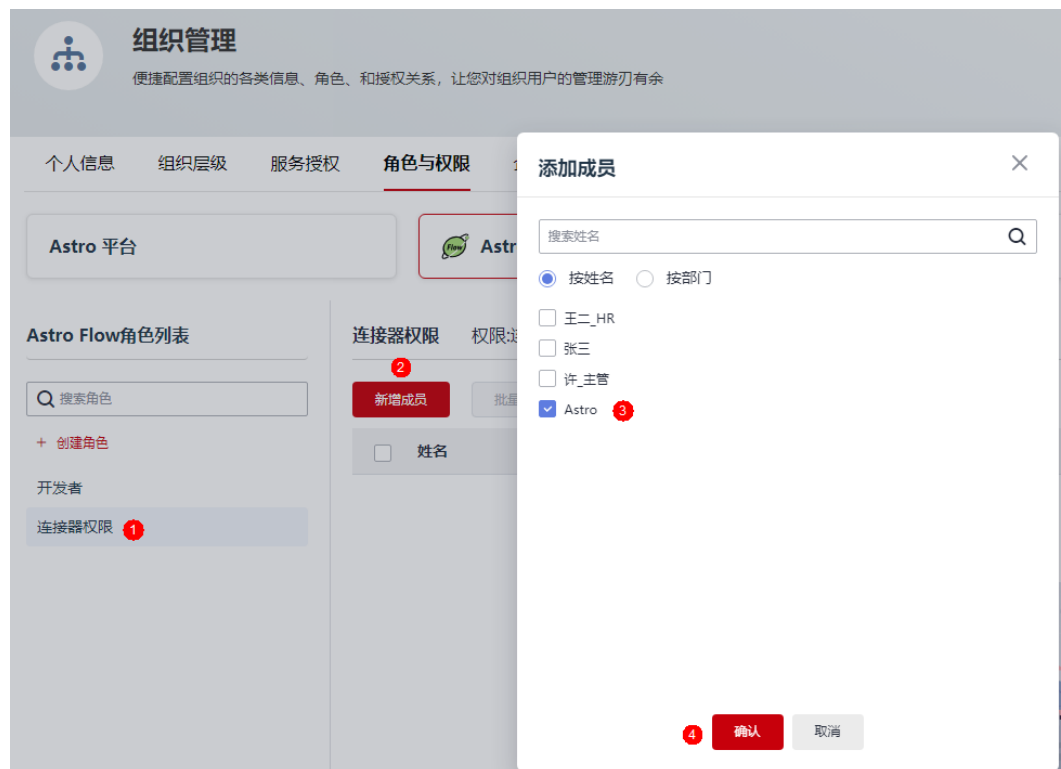 组织管理
便捷配置组织的各类信息、角色、和授权关系，让您对组织用户的管理游刃有余
个人信息 组织层级 服务授权 角色与权限
Astro 平台
Flow Astr
Astro Flow角色列表
搜索角色
+ 创建角色
开发者
连接器权限 1
连接器权限 权限:
2
新增成员 批量
姓名
添加成员
搜索姓名
按姓名 按部门
王二_HR
张三
许_主管
Astro 3
4 确认 取消